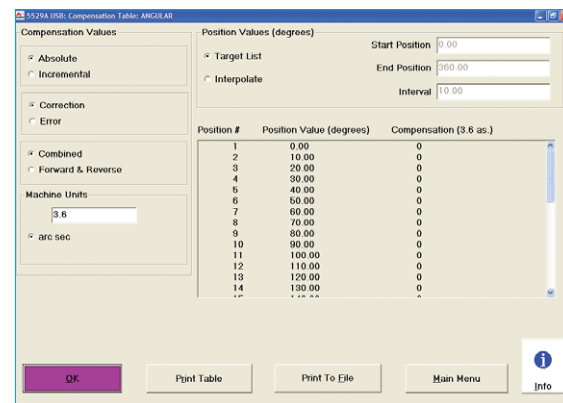 5529A USB: Compensation Table: ANGULAR
Compensation Values
Absolute
Incremental
Correction
Error
Combined
Forward & Reverse
Machine Units
3.6
arc sec
Position Values (degrees)
Target List
Interpolate
Start Position 0.00
End Position 360.00
Interval 10.00
Position # Position Value (degrees) Compensation (3.6 as.)
1 0.00 0
2 10.00 0
3 20.00 0
4 30.00 0
5 40.00 0
6 50.00 0
7 60.00 0
8 70.00 0
9 80.00 0
10 90.00 0
11 100.00 0
12 110.00 0
13 120.00 0
14 130.00 0
OK
Print Table
Print To File
Main Menu
Info